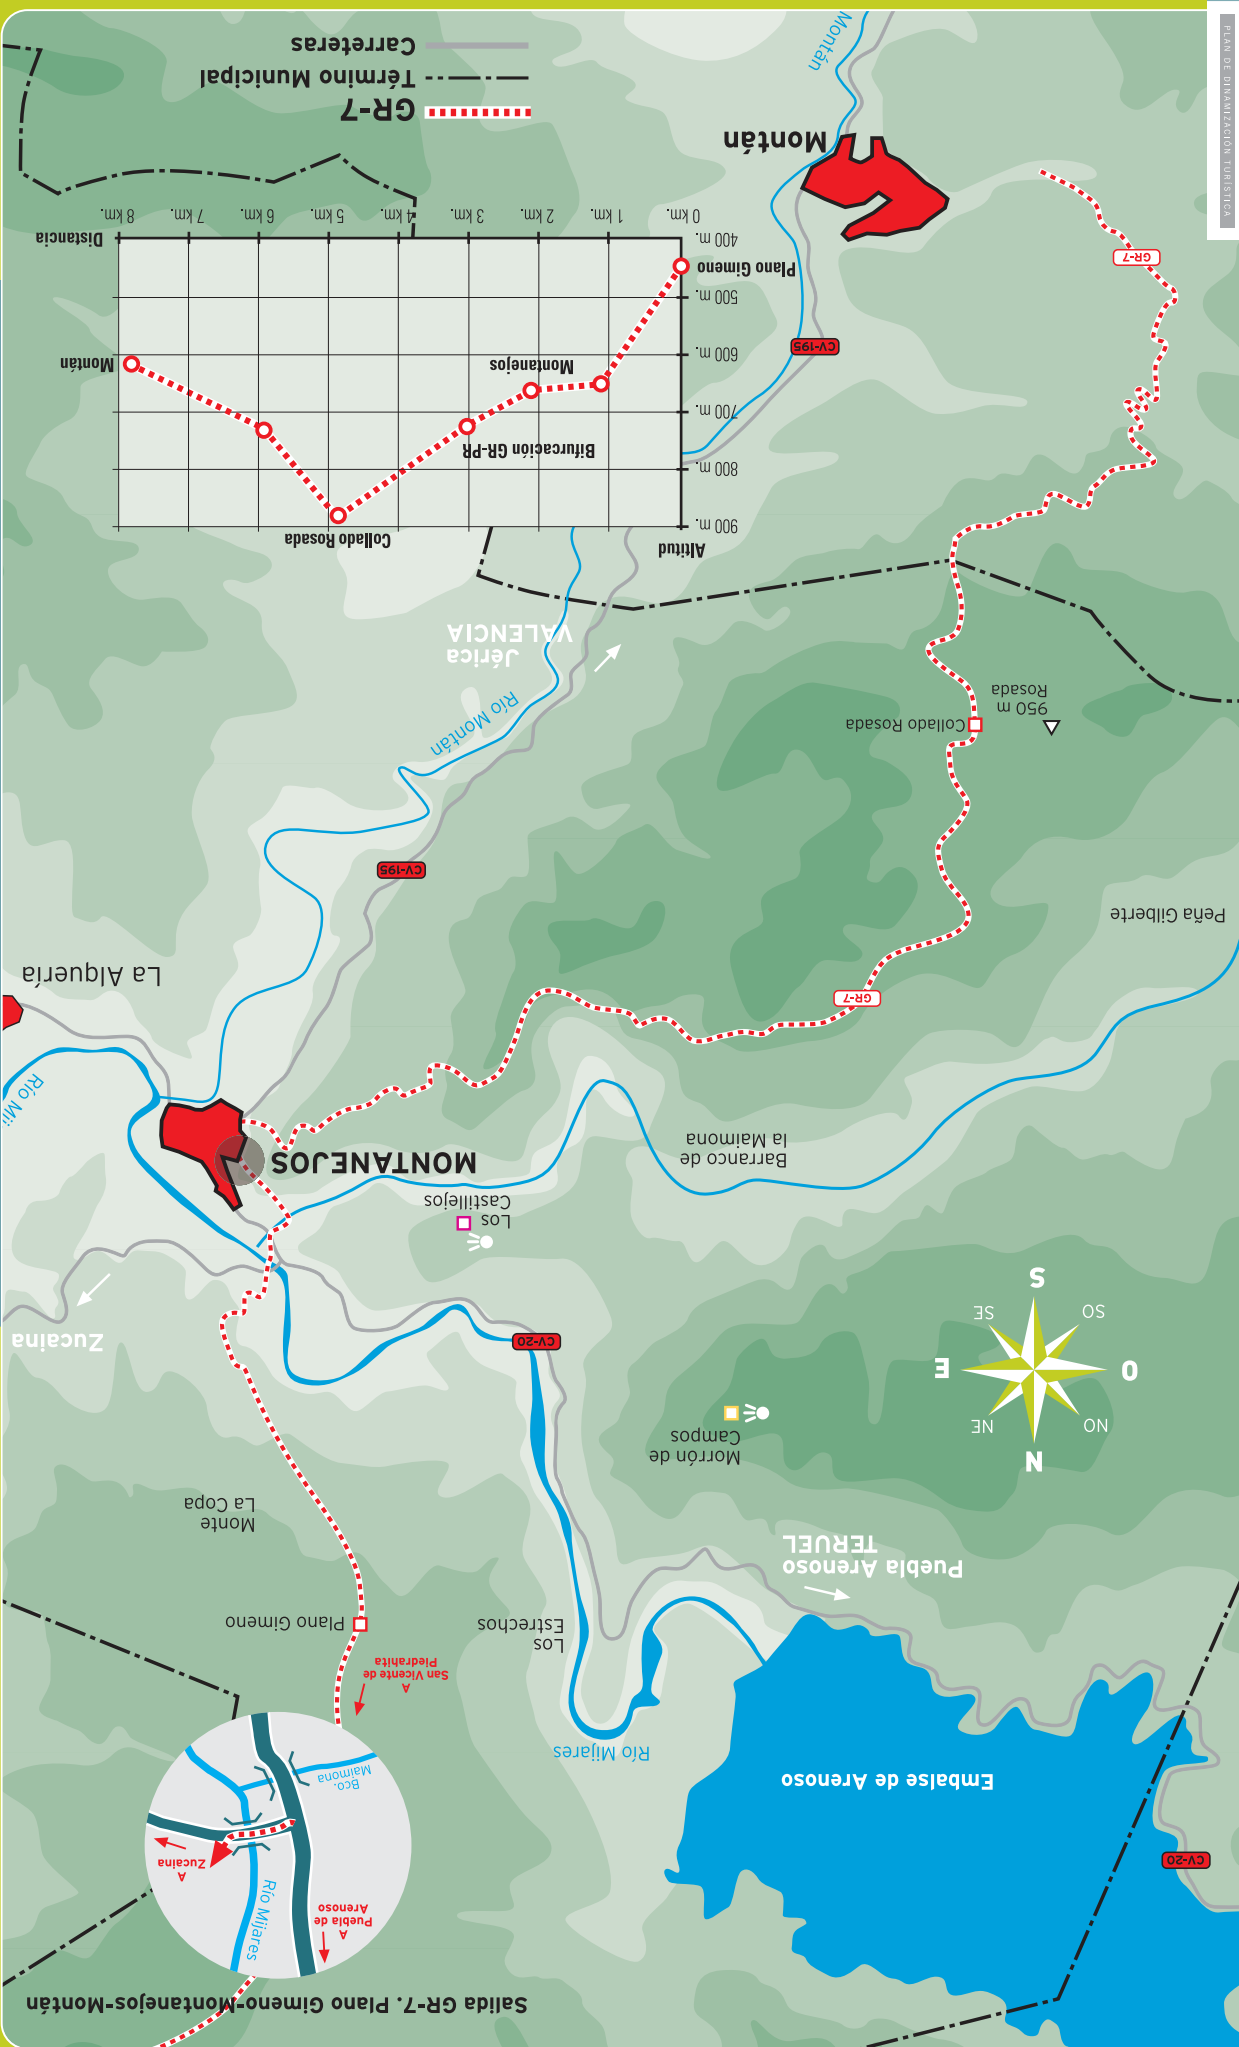 Salida GR-7. Plano Gimeno-Montanejos-Montán
A
Puebla de
Arenoso
Río Mijares
A
Zucaina
Bco.
Maimona
CV-20
Embalse de Arenoso
Río Mijares
A
San Vicente de
Piedrahita
Plano Gimeno
Los
Estrechos
Puebla Arenoso
TERUEL
Monte
La Copa
N
NO
NE
O
E
SO
SE
S
Morrón de
Campos
CV-20
Zucaina
Los
Castillejos
MONTANEJOS
Barranco de
la Maimona
Río Mi
La Alquería
GR-7
Peña Gilberte
CV-195
Río Montán
Collado Rosada
950 m
Rosada
Jérica
VALENCIA
Altitud
900 m.
800 m.
700 m.
600 m.
500 m.
400 m.
Collado Rosada
Bifurcación GR-PR
Montanejos
Montán
Plano Gimeno
Distancia
0 km.
1 km.
2 km.
3 km.
4 km.
5 km.
6 km.
7 km.
8 km.
CV-195
GR-7
Montán
GR-7
Término Municipal
Carreteras
Montán
PLAN DE DINAMIZACIÓN TURÍSTICA